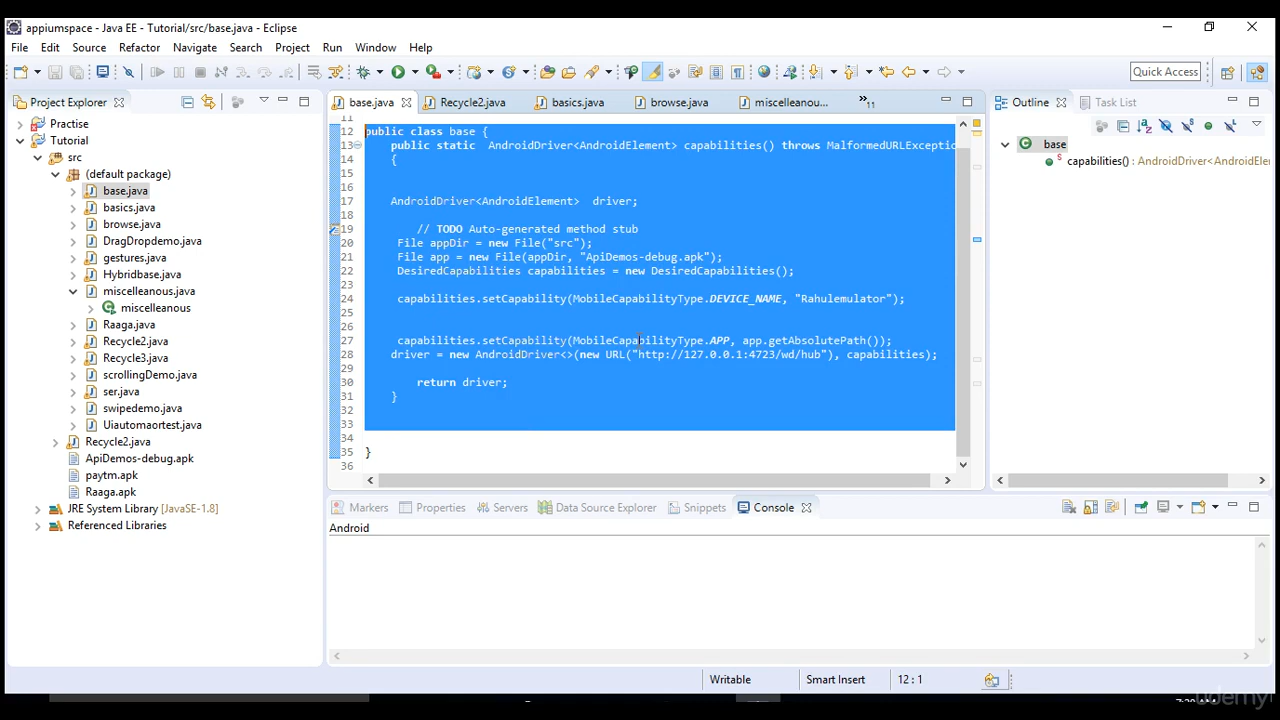 appiumspace - Java EE - Tutorial/src/base.java - Eclipse
File Edit Source Refactor Navigate Search Project Run Window Help
Quick Access
Project Explorer
Practise
Tutorial
src
(default package)
base.java
basics.java
browse.java
DragDropdemo.java
gestures.java
Hybridbase.java
miscelleanous.java
miscelleanous
Raaga.java
Recycle2.java
Recycle3.java
scrollingDemo.java
ser.java
swipedemo.java
Uiautomaortest.java
Recycle2.java
ApiDemos-debug.apk
paytm.apk
Raaga.apk
JRE System Library [JavaSE-1.8]
Referenced Libraries
base.java Recycle2.java basics.java browse.java miscelleanou... »11
11
12 public class base {
13 public static AndroidDriver<AndroidElement> capabilities() throws MalformedURLExceptio
14 {
15
16
17 AndroidDriver<AndroidElement> driver;
18
19 // TODO Auto-generated method stub
20 File appDir = new File("src");
21 File app = new File(appDir, "ApiDemos-debug.apk");
22 DesiredCapabilities capabilities = new DesiredCapabilities();
23
24 capabilities.setCapability(MobileCapabilityType.DEVICE_NAME, "Rahulemulator");
25
26
27 capabilities.setCapability(MobileCapabilityType.APP, app.getAbsolutePath());
28 driver = new AndroidDriver<>(new URL("http://127.0.0.1:4723/wd/hub"), capabilities);
29
30 return driver;
31 }
32
33
34
35 }
36
Outline Task List
base
capabilities() : AndroidDriver<AndroidEle
Markers Properties Servers Data Source Explorer Snippets Console
Android
Writable Smart Insert 12 : 1
udemy